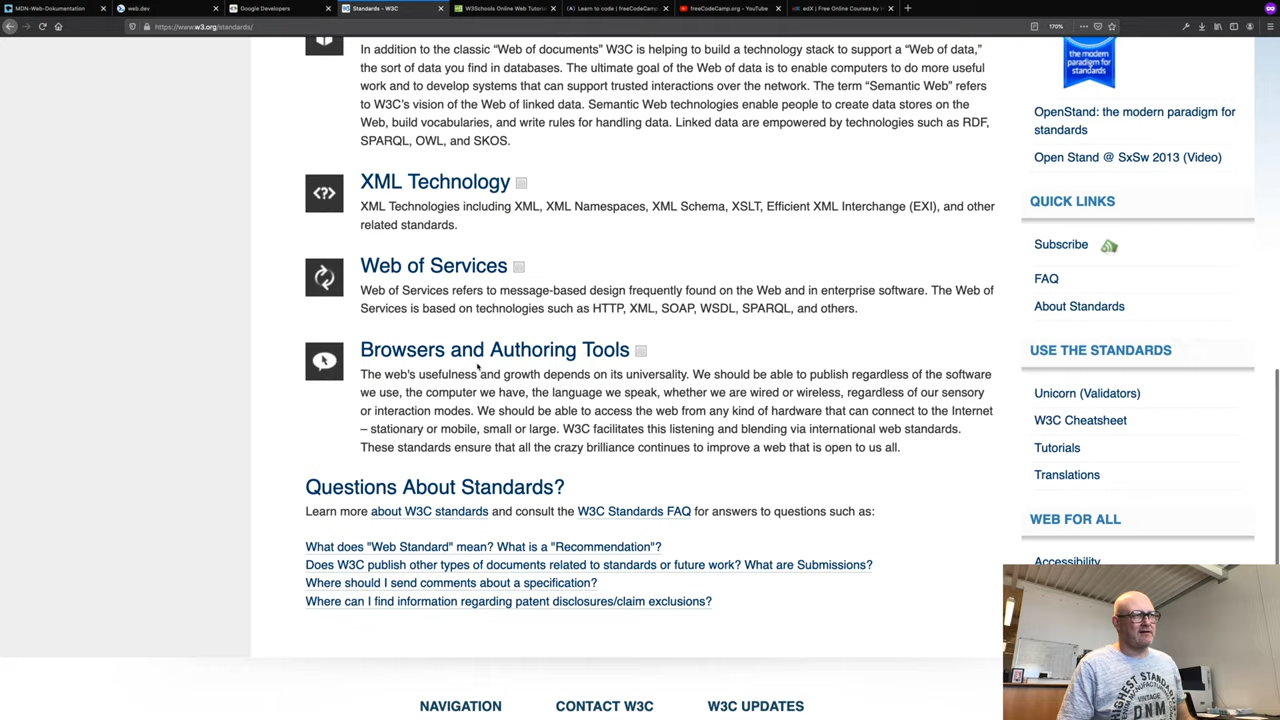 MDN-Web-Dokumentation
web.dev
Google Developers
Standards - W3C
W3Schools Online Web Tutorial
Learn to code | freeCodeCamp
freeCodeCamp.org - YouTube
edX | Free Online Courses by
https://www.w3.org/standards/
170%
In addition to the classic “Web of documents” W3C is helping to build a technology stack to support a “Web of data,”
the sort of data you find in databases. The ultimate goal of the Web of data is to enable computers to do more useful
work and to develop systems that can support trusted interactions over the network. The term “Semantic Web” refers
to W3C’s vision of the Web of linked data. Semantic Web technologies enable people to create data stores on the
Web, build vocabularies, and write rules for handling data. Linked data are empowered by technologies such as RDF,
SPARQL, OWL, and SKOS.
XML Technology
XML Technologies including XML, XML Namespaces, XML Schema, XSLT, Efficient XML Interchange (EXI), and other
related standards.
Web of Services
Web of Services refers to message-based design frequently found on the Web and in enterprise software. The Web of
Services is based on technologies such as HTTP, XML, SOAP, WSDL, SPARQL, and others.
Browsers and Authoring Tools
The web's usefulness and growth depends on its universality. We should be able to publish regardless of the software
we use, the computer we have, the language we speak, whether we are wired or wireless, regardless of our sensory
or interaction modes. We should be able to access the web from any kind of hardware that can connect to the Internet
– stationary or mobile, small or large. W3C facilitates this listening and blending via international web standards.
These standards ensure that all the crazy brilliance continues to improve a web that is open to us all.
Questions About Standards?
Learn more about W3C standards and consult the W3C Standards FAQ for answers to questions such as:
What does "Web Standard" mean? What is a "Recommendation"?
Does W3C publish other types of documents related to standards or future work? What are Submissions?
Where should I send comments about a specification?
Where can I find information regarding patent disclosures/claim exclusions?
the modern
paradigm for
standards
OpenStand: the modern paradigm for
standards
Open Stand @ SxSw 2013 (Video)
QUICK LINKS
Subscribe
FAQ
About Standards
USE THE STANDARDS
Unicorn (Validators)
W3C Cheatsheet
Tutorials
Translations
WEB FOR ALL
Accessibility
NAVIGATION
CONTACT W3C
W3C UPDATES
HIGHEST STANDARD
VINTAGE
DNM